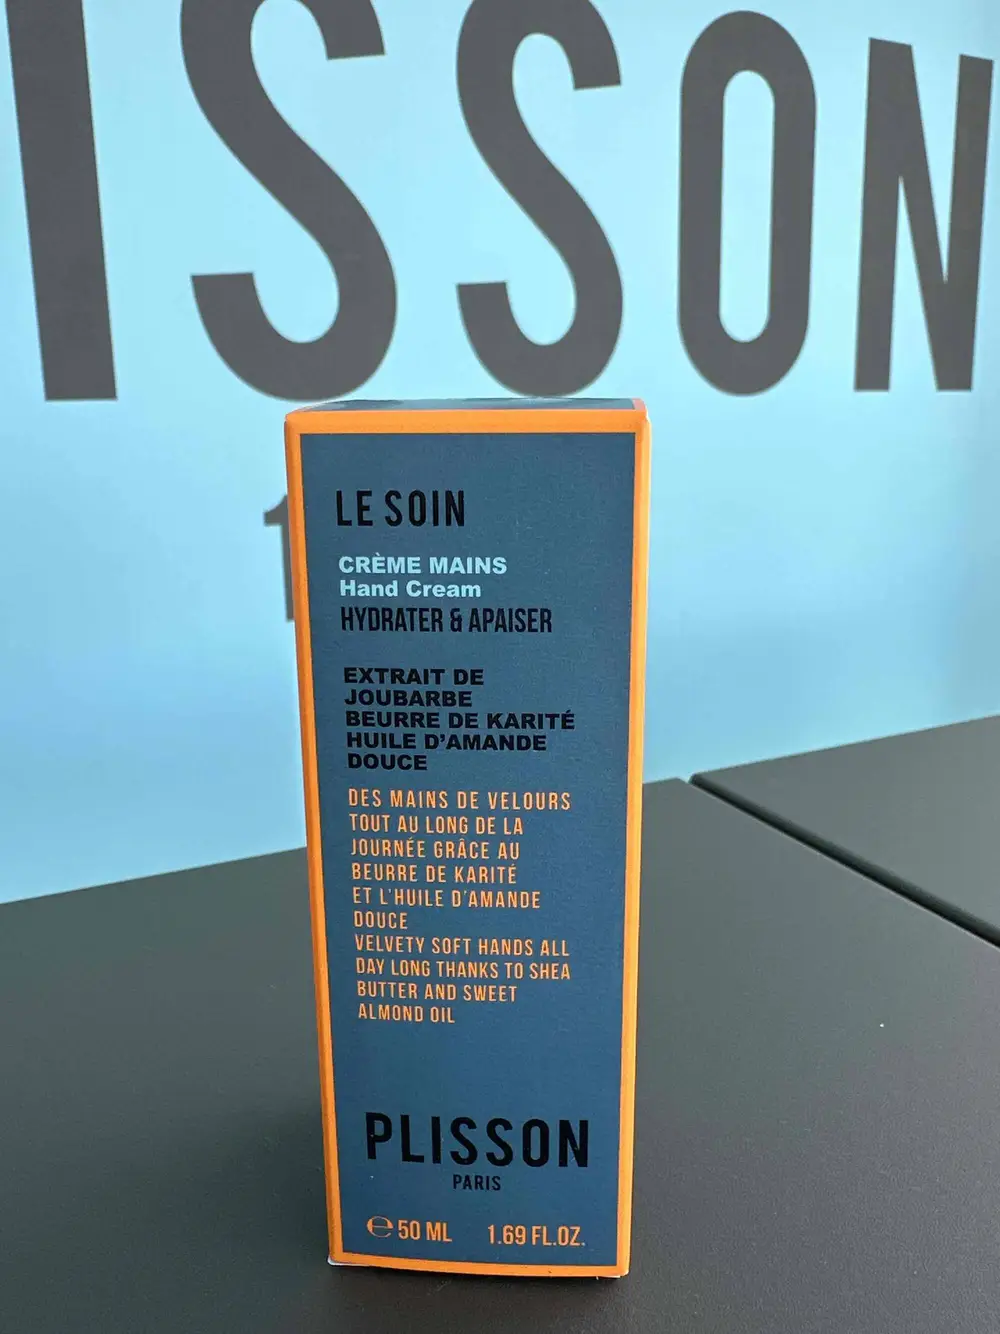 ISSON
1
LE SOIN
CRÈME MAINS
Hand Cream
HYDRATER & APAISER
EXTRAIT DE
JOUBARBE
BEURRE DE KARITÉ
HUILE D'AMANDE
DOUCE
DES MAINS DE VELOURS
TOUT AU LONG DE LA
JOURNÉE GRÂCE AU
BEURRE DE KARITÉ
ET L'HUILE D'AMANDE
DOUCE
VELVETY SOFT HANDS ALL
DAY LONG THANKS TO SHEA
BUTTER AND SWEET
ALMOND OIL
PLISSON
PARIS
℮ 50 ML 1.69 FL.OZ.